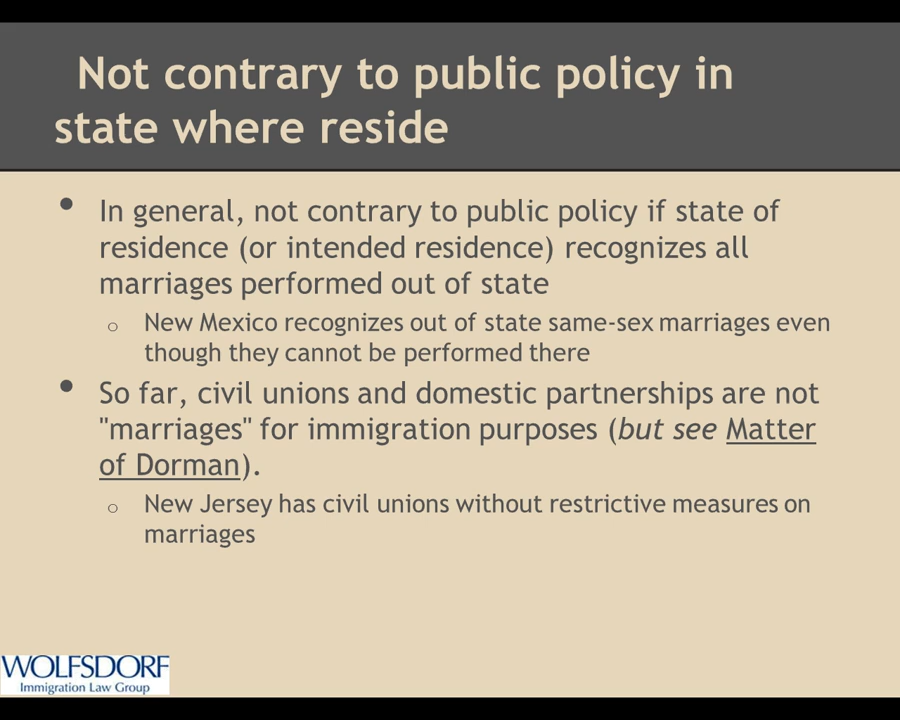 Not contrary to public policy in
state where reside
• In general, not contrary to public policy if state of
residence (or intended residence) recognizes all
marriages performed out of state
○ New Mexico recognizes out of state same-sex marriages even
though they cannot be performed there
• So far, civil unions and domestic partnerships are not
"marriages" for immigration purposes (but see Matter
of Dorman).
○ New Jersey has civil unions without restrictive measures on
marriages
WOLFSDORF
Immigration Law Group